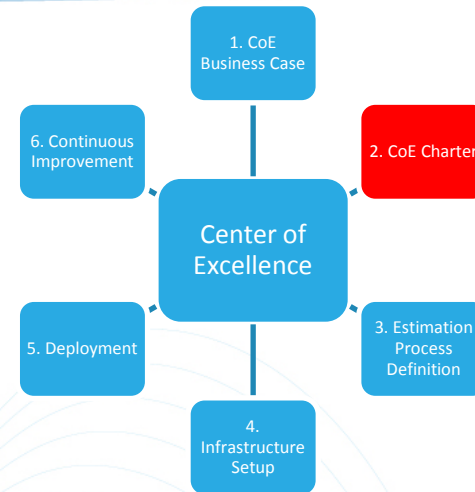 1. CoE
Business Case
2. CoE Charter
3. Estimation
Process
Definition
4.
Infrastructure
Setup
5. Deployment
6. Continuous
Improvement
Center of
Excellence